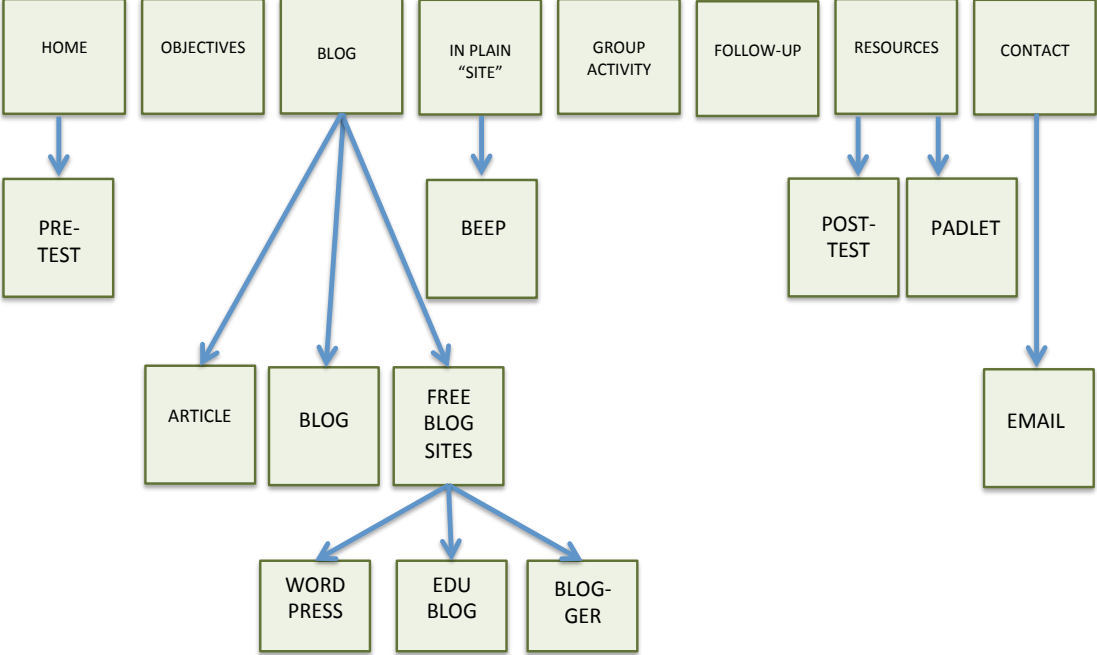 HOME
OBJECTIVES
BLOG
IN PLAIN
“SITE”
GROUP
ACTIVITY
FOLLOW-UP
RESOURCES
CONTACT
PRE-
TEST
BEEP
POST-
TEST
PADLET
ARTICLE
BLOG
FREE
BLOG
SITES
EMAIL
WORD
PRESS
EDU
BLOG
BLOG-
GER